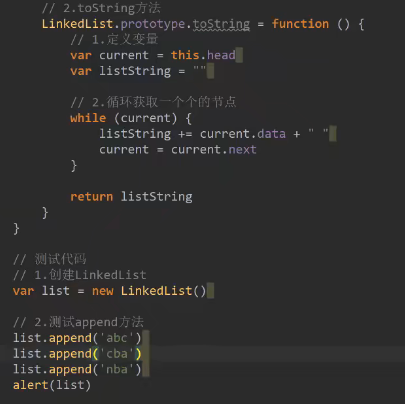 // 2.toString方法
LinkedList.prototype.toString = function () {
// 1.定义变量
var current = this.head
var listString = ""
// 2.循环获取一个个的节点
while (current) {
listString += current.data + " "
current = current.next
}
return listString
}
}
// 测试代码
// 1.创建LinkedList
var list = new LinkedList()
// 2.测试append方法
list.append('abc')
list.append('cba')
list.append('nba')
alert(list)